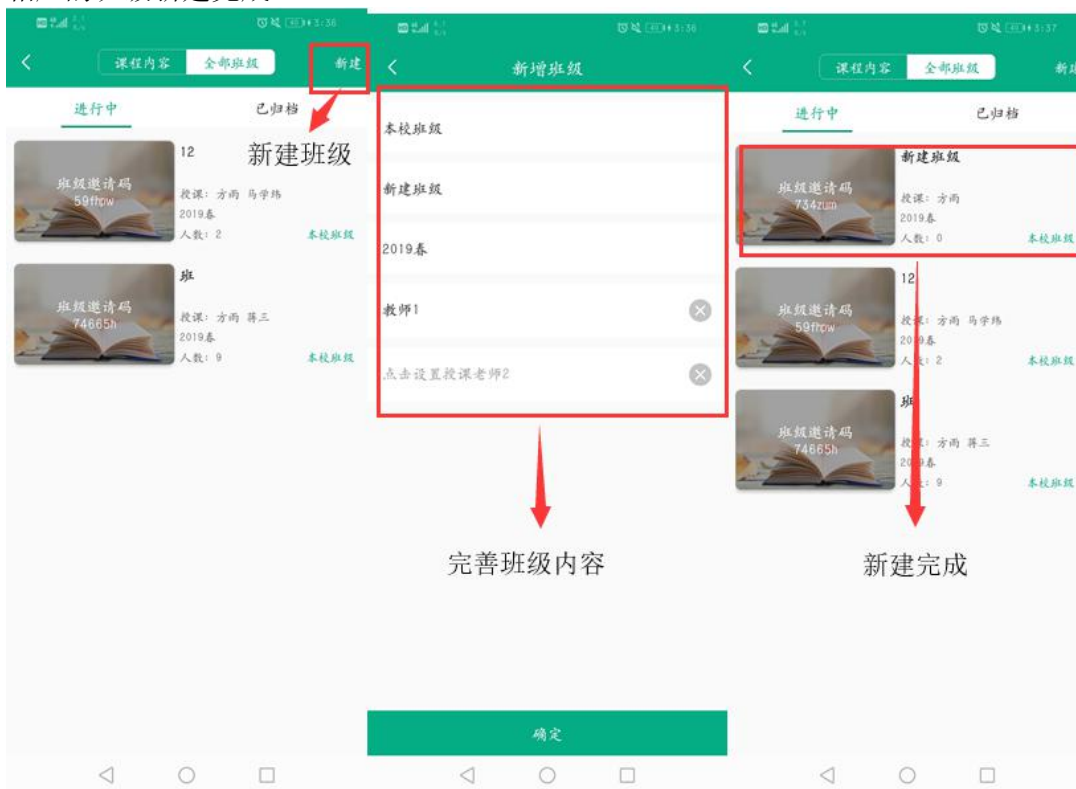 3:36
课程内容 全部班级 新建
进行中 已归档
12
班级邀请码
授课：方雨 马学纬
2019春
人数：2 本校班级
新建班级
班
班级邀请码
74665h
授课：方雨 蒋三
2019春
人数：9 本校班级
3:36
新增班级
本校班级
新建班级
2019春
教师1
点击设置授课老师2
完善班级内容
确定
3:37
课程内容 全部班级
进行中 已归档
新建班级
班级邀请码
734zum
授课：方雨
2019春
人数：0 本校班级
12
班级邀请码
授课：方雨 马学纬
2019春
人数：2 本校班级
班
班级邀请码
74665h
授课：方雨 蒋三
2019春
人数：9 本校班级
新建完成